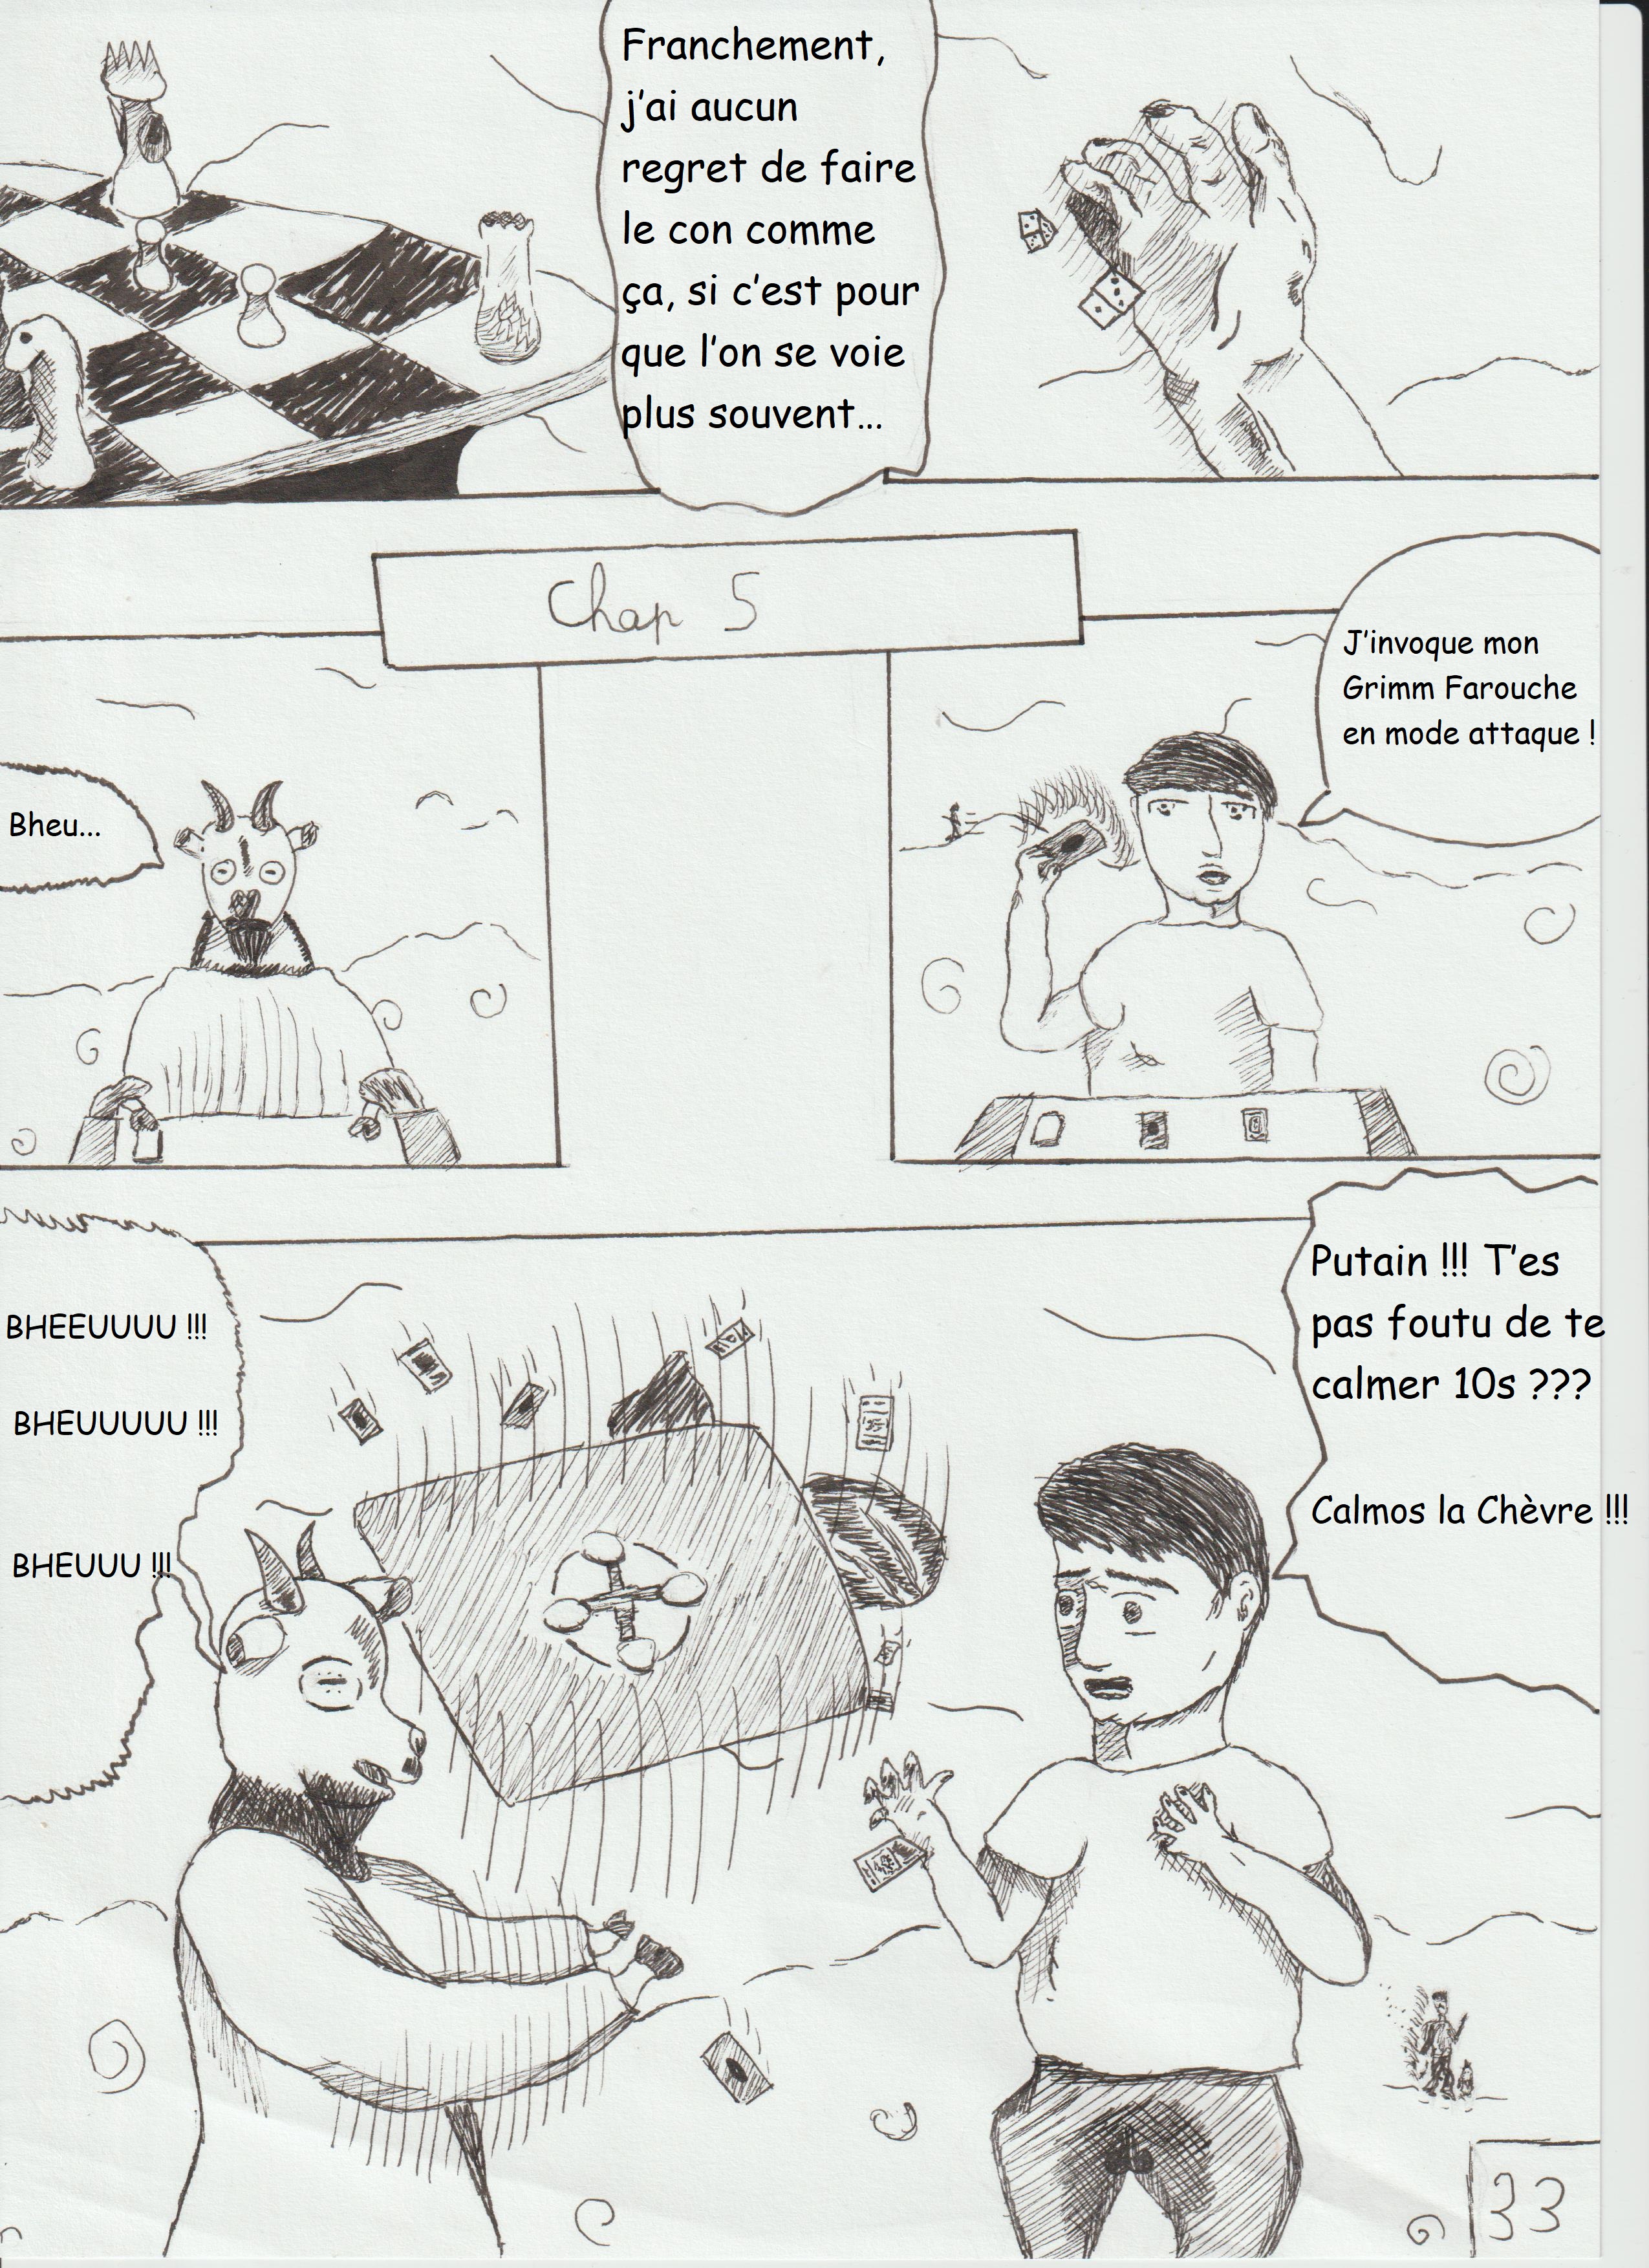 Franchement,
j'ai aucun
regret de faire
le con comme
ça, si c'est pour
que l'on se voie
plus souvent...
Chap 5
Bheu...
J'invoque mon
Grimm Farouche
en mode attaque !
BHEEUUUU !!!
BHEUUUUU !!!
BHEUUU !!!
Putain !!! T'es
pas foutu de te
calmer 10s ???
Calmos la Chèvre !!!
33